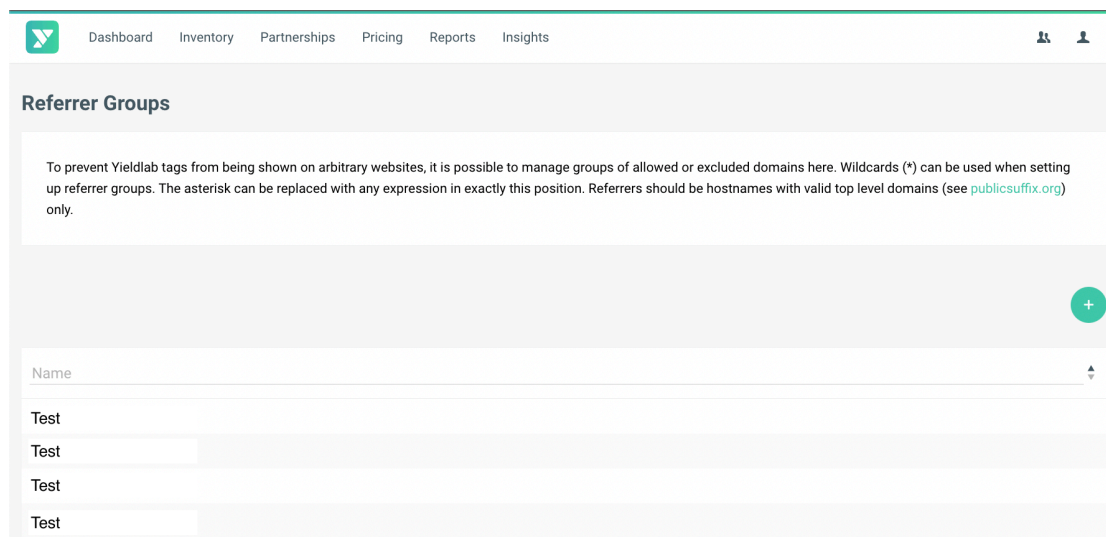 Dashboard Inventory Partnerships Pricing Reports Insights
Referrer Groups
To prevent Yieldlab tags from being shown on arbitrary websites, it is possible to manage groups of allowed or excluded domains here. Wildcards (*) can be used when setting
up referrer groups. The asterisk can be replaced with any expression in exactly this position. Referrers should be hostnames with valid top level domains (see publicsuffix.org)
only.
+
Name
Test
Test
Test
Test